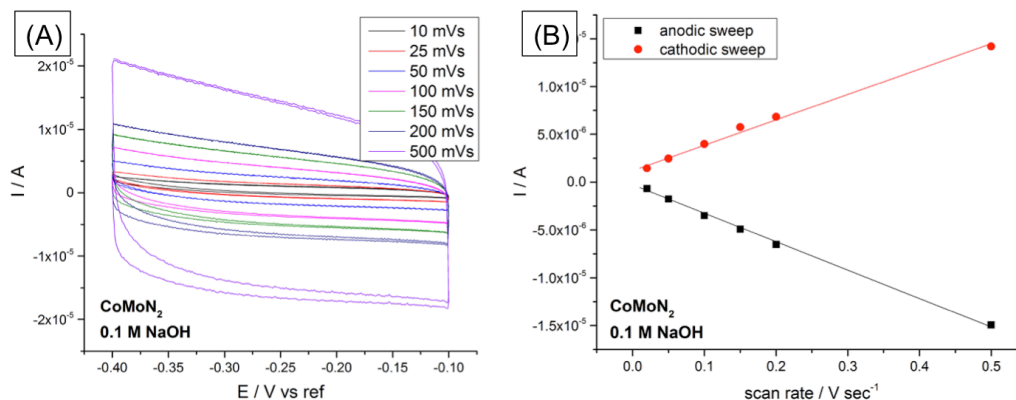 (A)
10 mVs
25 mVs
50 mVs
100 mVs
150 mVs
200 mVs
500 mVs
2x10⁻⁵
1x10⁻⁵
0
-1x10⁻⁵
-2x10⁻⁵
I / A
CoMoN₂
0.1 M NaOH
-0.40 -0.35 -0.30 -0.25 -0.20 -0.15 -0.10
E / V vs ref
(B)
anodic sweep
cathodic sweep
5.0x10⁻⁶
0.0
-5.0x10⁻⁶
-1.0x10⁻⁵
-1.5x10⁻⁵
I / A
CoMoN₂
0.1 M NaOH
0.0 0.1 0.2 0.3 0.4 0.5
scan rate / V sec⁻¹